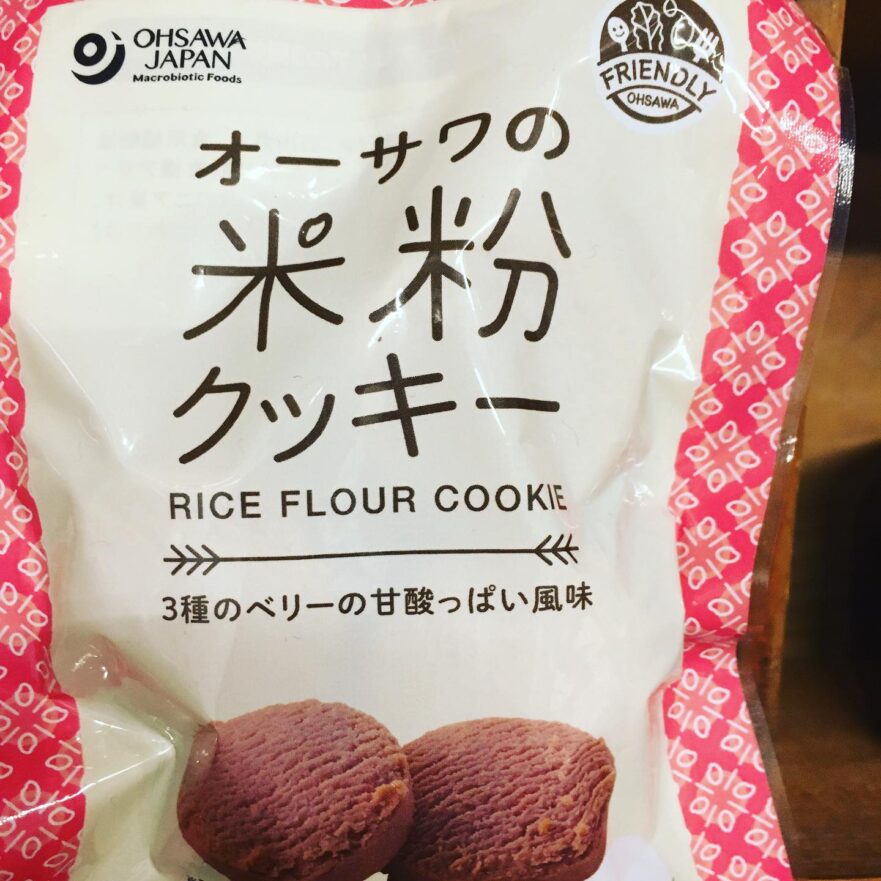 OHSAWA
JAPAN
Macrobiotic Foods
FRIENDLY
OHSAWA
オーサワの
米粉
クッキー
RICE FLOUR COOKIE
3種のベリーの甘酸っぱい風味